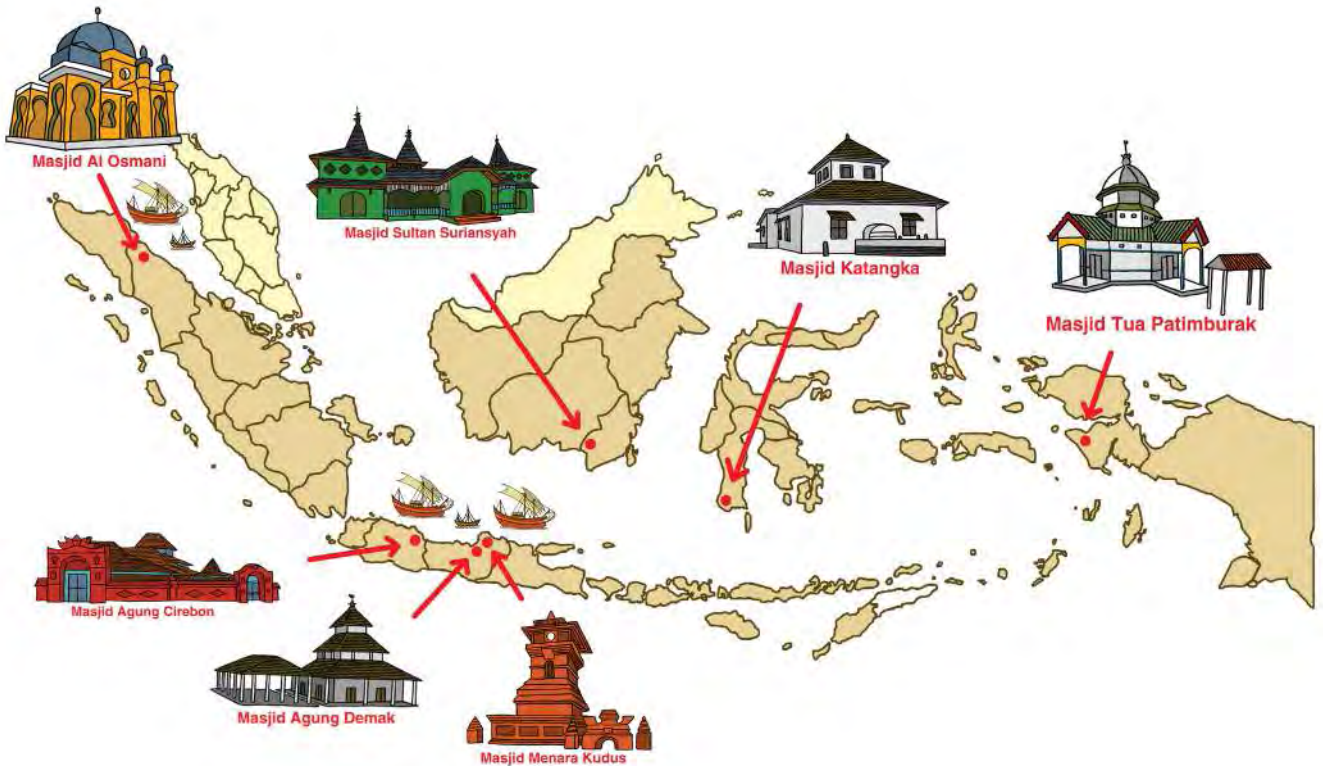 Masjid Al Osmani
Masjid Sultan Suriansyah
Masjid Katangka
Masjid Tua Patimburak
Masjid Agung Cirebon
Masjid Agung Demak
Masjid Menara Kudus